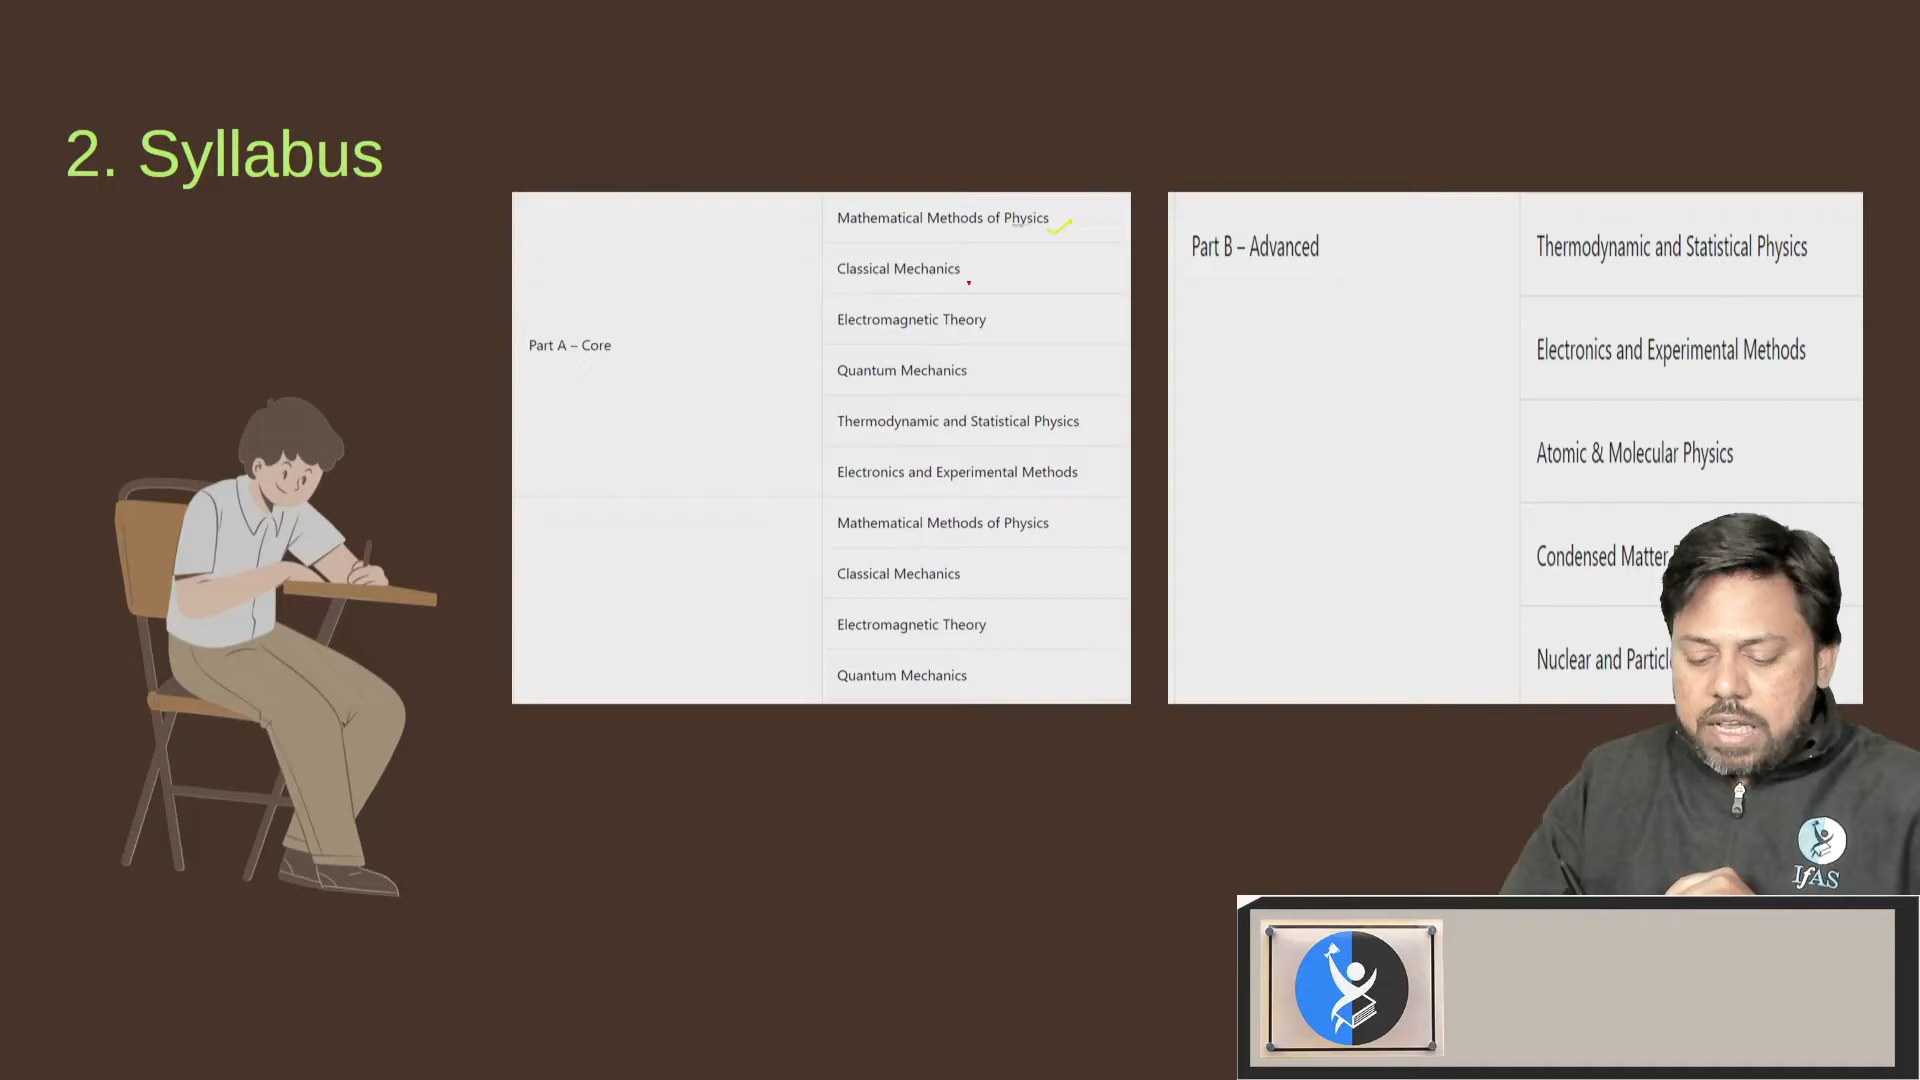 2. Syllabus
Part A – Core
Mathematical Methods of Physics
Classical Mechanics
Electromagnetic Theory
Quantum Mechanics
Thermodynamic and Statistical Physics
Electronics and Experimental Methods
Mathematical Methods of Physics
Classical Mechanics
Electromagnetic Theory
Quantum Mechanics
Part B – Advanced
Thermodynamic and Statistical Physics
Electronics and Experimental Methods
Atomic & Molecular Physics
Condensed Matter
Nuclear and
IfAS